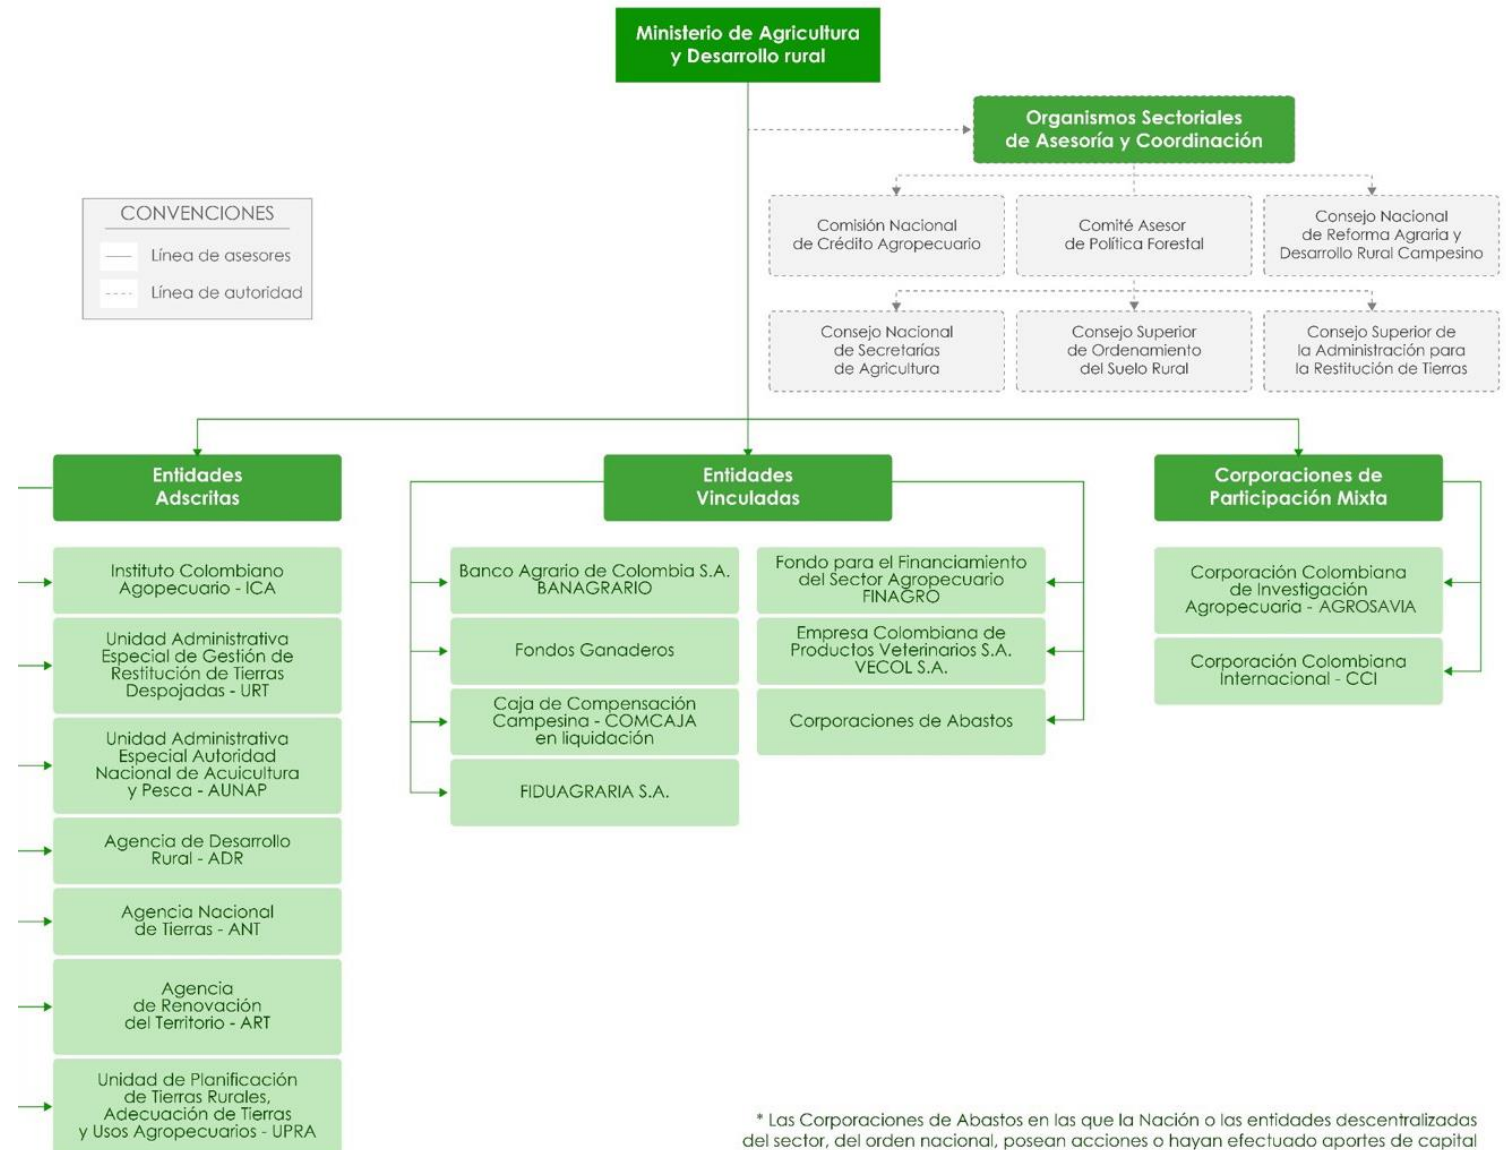 Ministerio de Agricultura
y Desarrollo rural
Organismos Sectoriales
de Asesoría y Coordinación
CONVENCIONES
Línea de asesores
Línea de autoridad
Comisión Nacional
de Crédito Agropecuario
Comité Asesor
de Política Forestal
Consejo Nacional
de Reforma Agraria y
Desarrollo Rural Campesino
Consejo Nacional
de Secretarías
de Agricultura
Consejo Superior
de Ordenamiento
del Suelo Rural
Consejo Superior de
la Administración para
la Restitución de Tierras
Entidades
Adscritas
Instituto Colombiano
Agopecuario - ICA
Unidad Administrativa
Especial de Gestión de
Restitución de Tierras
Despojadas - URT
Unidad Administrativa
Especial Autoridad
Nacional de Acuicultura
y Pesca - AUNAP
Agencia de Desarrollo
Rural - ADR
Agencia Nacional
de Tierras - ANT
Agencia
de Renovación
del Territorio - ART
Unidad de Planificación
de Tierras Rurales,
Adecuación de Tierras
y Usos Agropecuarios - UPRA
Entidades
Vinculadas
Banco Agrario de Colombia S.A.
BANAGRARIO
Fondos Ganaderos
Caja de Compensación
Campesina - COMCAJA
en liquidación
FIDUAGRARIA S.A.
Fondo para el Financiamiento
del Sector Agropecuario
FINAGRO
Empresa Colombiana de
Productos Veterinarios S.A.
VECOL S.A.
Corporaciones de Abastos
Corporaciones de
Participación Mixta
Corporación Colombiana
de Investigación
Agropecuaria - AGROSAVIA
Corporación Colombiana
Internacional - CCI
* Las Corporaciones de Abastos en las que la Nación o las entidades descentralizadas
del sector, del orden nacional, posean acciones o hayan efectuado aportes de capital